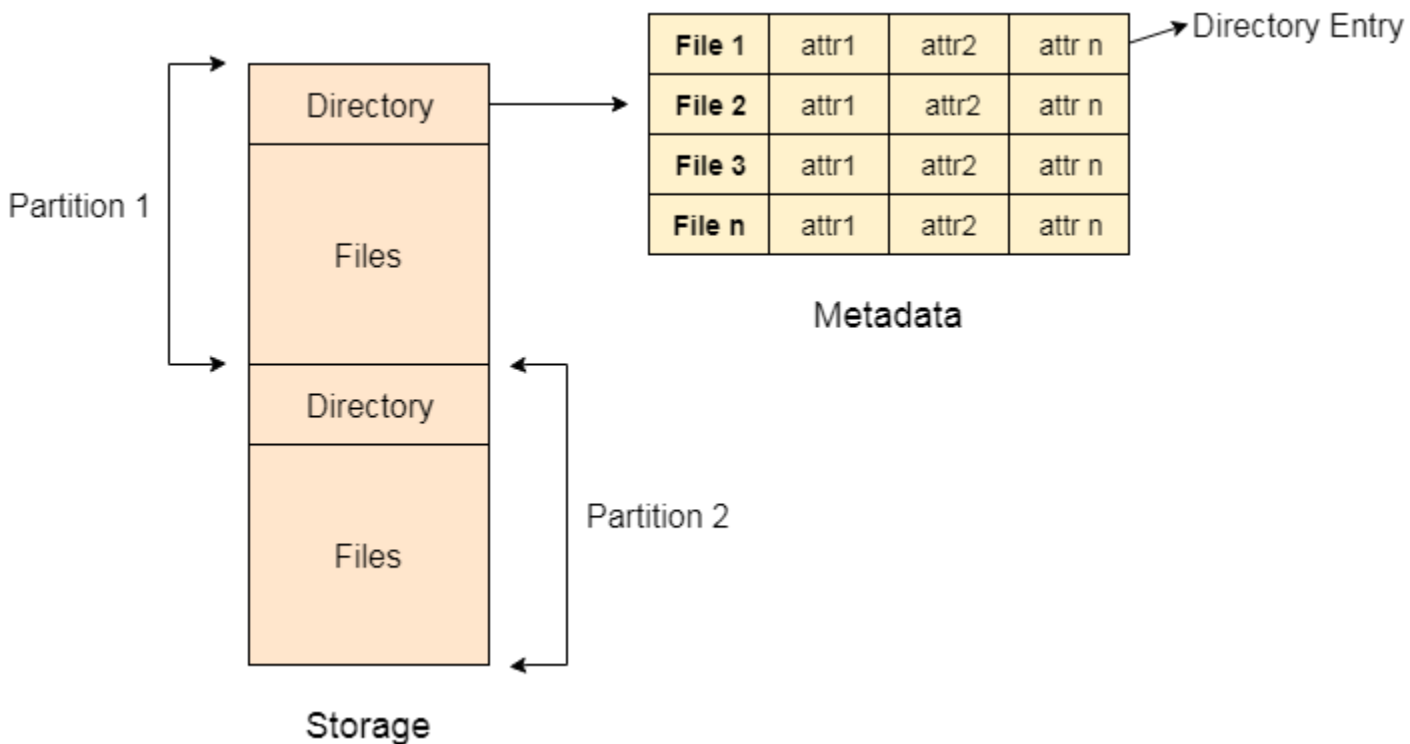 File 1 attr1 attr2 attr n
Directory Entry
File 2 attr1 attr2 attr n
File 3 attr1 attr2 attr n
File n attr1 attr2 attr n
Metadata
Directory
Partition 1
Files
Directory
Partition 2
Files
Storage